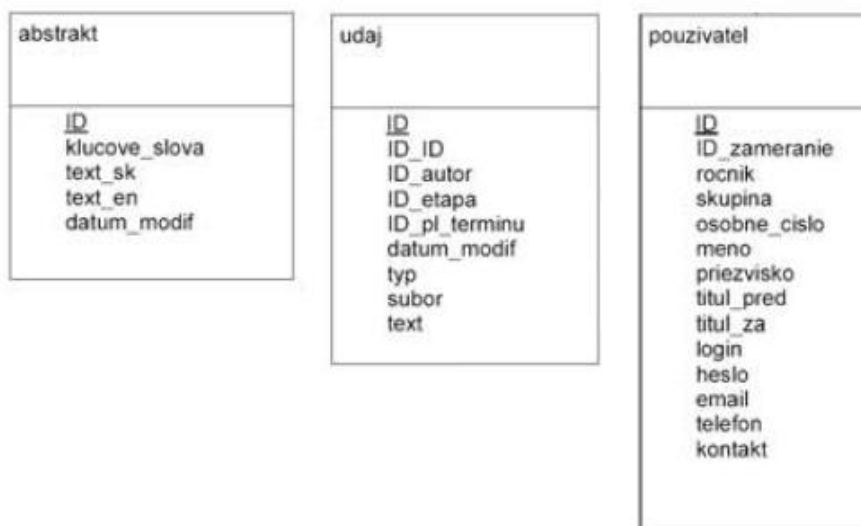 abstrakt
ID
klucove_slova
text_sk
text_en
datum_modif
udaj
ID
ID_ID
ID_autor
ID_etapa
ID_pl_terminu
datum_modif
typ
subor
text
pouzivatel
ID
ID_zameranie
rocnik
skupina
osobne_cislo
meno
priezvisko
titul_pred
titul_za
login
heslo
email
telefon
kontakt